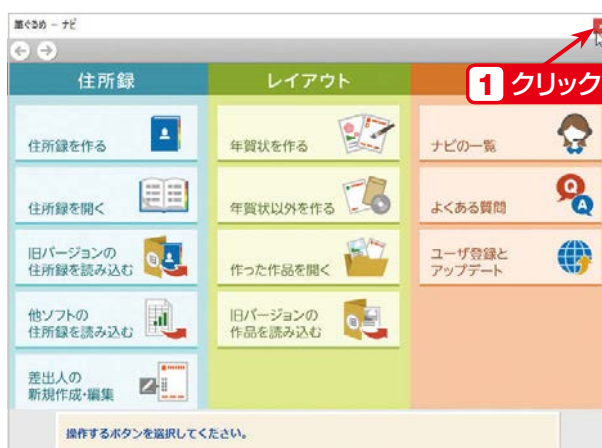 筆ぐるめ - ナビ
住所録
レイアウト
1 クリック
住所録を作る
年賀状を作る
ナビの一覧
住所録を開く
年賀状以外を作る
よくある質問
Q
A
旧バージョンの
住所録を読み込む
作った作品を開く
ユーザ登録と
アップデート
他ソフトの
住所録を読み込む
旧バージョンの
作品を読み込む
差出人の
新規作成・編集
操作するボタンを選択してください。